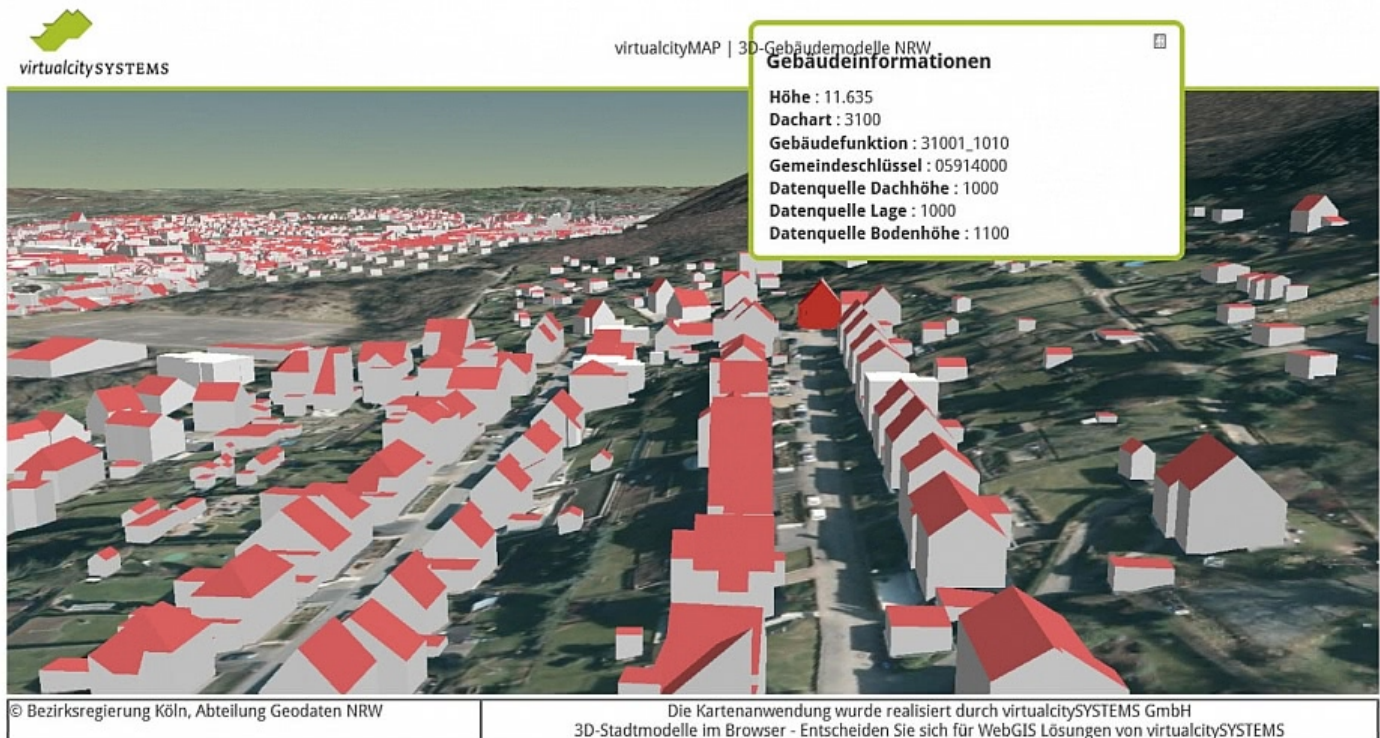 virtualcitySYSTEMS
virtualcityMAP | 3D-Gebäudemodelle NRW
Gebäudeinformationen
Höhe : 11.635
Dachart : 3100
Gebäudefunktion : 31001_1010
Gemeindeschlüssel : 05914000
Datenquelle Dachhöhe : 1000
Datenquelle Lage : 1000
Datenquelle Bodenhöhe : 1100
© Bezirksregierung Köln, Abteilung Geodaten NRW
Die Kartenanwendung wurde realisiert durch virtualcitySYSTEMS GmbH
3D-Stadtmodelle im Browser - Entscheiden Sie sich für WebGIS Lösungen von virtualcitySYSTEMS